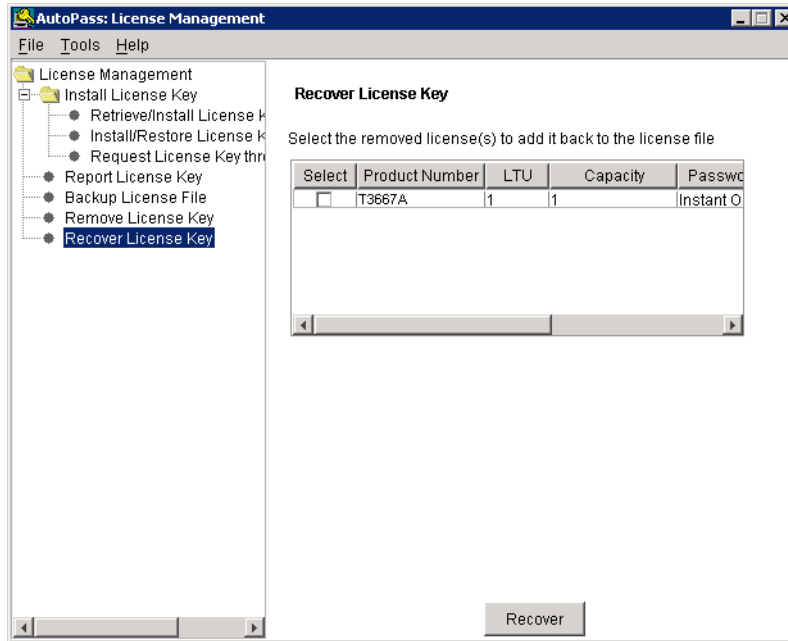 AutoPass: License Management
File Tools Help
License Management
Install License Key
Retrieve/Install License K
Install/Restore License K
Request License Key thr
Report License Key
Backup License File
Remove License Key
Recover License Key
Recover License Key
Select the removed license(s) to add it back to the license file
Select Product Number LTU Capacity Passwo
T3667A 1 1 Instant O
Recover